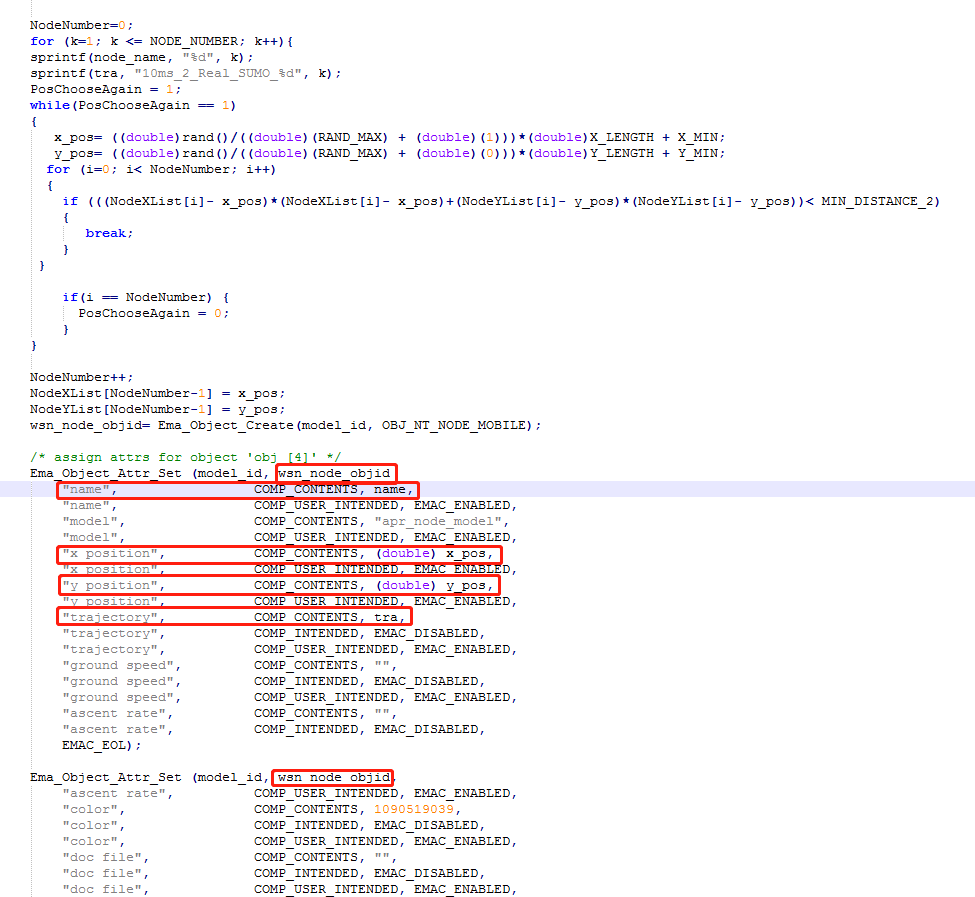 NodeNumber=0;
for (k=1; k <= NODE_NUMBER; k++){
sprintf(node_name, "%d", k);
sprintf(tra, "10ms_2_Real_SUMO_%d", k);
PosChooseAgain = 1;
while(PosChooseAgain == 1)
{
x_pos= ((double)rand()/((double)(RAND_MAX) + (double)(1)))*(double)X_LENGTH + X_MIN;
y_pos= ((double)rand()/((double)(RAND_MAX) + (double)(0)))*(double)Y_LENGTH + Y_MIN;
for (i=0; i< NodeNumber; i++)
{
if (((NodeXList[i]- x_pos)*(NodeXList[i]- x_pos)+(NodeYList[i]- y_pos)*(NodeYList[i]- y_pos))< MIN_DISTANCE_2)
{
break;
}
}
if(i == NodeNumber) {
PosChooseAgain = 0;
}
}
NodeNumber++;
NodeXList[NodeNumber-1] = x_pos;
NodeYList[NodeNumber-1] = y_pos;
wsn_node_objid= Ema_Object_Create(model_id, OBJ_NT_NODE_MOBILE);
/* assign attrs for object 'obj [4]' */
Ema_Object_Attr_Set (model_id, wsn_node_objid
"name", COMP_CONTENTS, name,
"name", COMP_USER_INTENDED, EMAC_ENABLED,
"model", COMP_CONTENTS, "apr_node_model",
"model", COMP_USER_INTENDED, EMAC_ENABLED,
"x position", COMP_CONTENTS, (double) x_pos,
"x position", COMP_USER_INTENDED, EMAC_ENABLED,
"y position", COMP_CONTENTS, (double) y_pos,
"y position", COMP_USER_INTENDED, EMAC_ENABLED,
"trajectory", COMP_CONTENTS, tra,
"trajectory", COMP_INTENDED, EMAC_DISABLED,
"trajectory", COMP_USER_INTENDED, EMAC_ENABLED,
"ground speed", COMP_CONTENTS, "",
"ground speed", COMP_INTENDED, EMAC_DISABLED,
"ground speed", COMP_USER_INTENDED, EMAC_ENABLED,
"ascent rate", COMP_CONTENTS, "",
"ascent rate", COMP_INTENDED, EMAC_DISABLED,
EMAC_EOL);
Ema_Object_Attr_Set (model_id, wsn_node_objid,
"ascent rate", COMP_USER_INTENDED, EMAC_ENABLED,
"color", COMP_CONTENTS, 1090519039,
"color", COMP_INTENDED, EMAC_DISABLED,
"color", COMP_USER_INTENDED, EMAC_ENABLED,
"doc file", COMP_CONTENTS, "",
"doc file", COMP_INTENDED, EMAC_DISABLED,
"doc file", COMP_USER_INTENDED, EMAC_ENABLED,